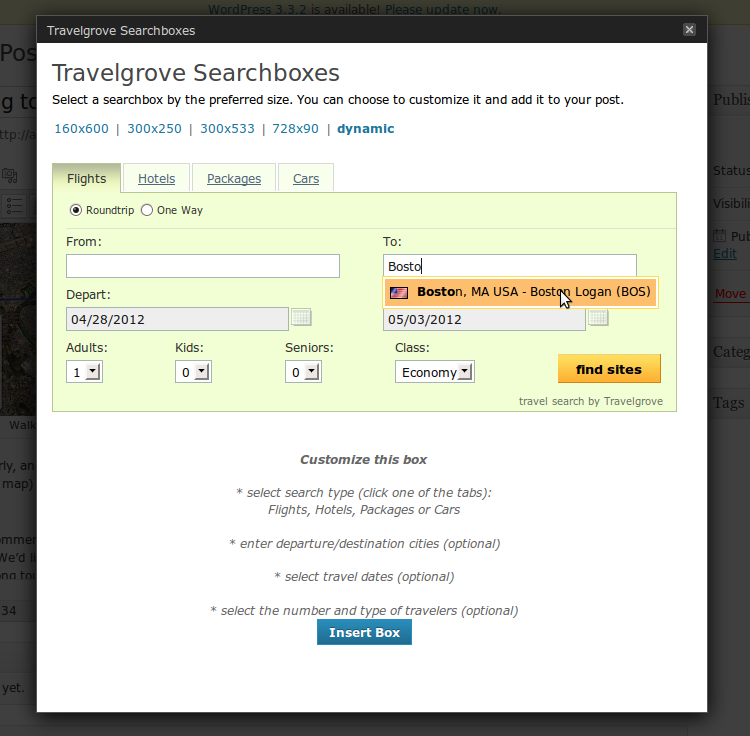 WordPress 3.3.2 is available! Please update now.
Travelgrove Searchboxes
Travelgrove Searchboxes
Select a searchbox by the preferred size. You can choose to customize it and add it to your post.
160x600 | 300x250 | 300x533 | 728x90 | dynamic
Flights Hotels Packages Cars
Roundtrip One Way
From: To:
Bosto
Boston, MA USA - Boston Logan (BOS)
Depart:
04/28/2012 05/03/2012
Adults: Kids: Seniors: Class:
1 0 0 Economy find sites
travel search by Travelgrove
Customize this box
* select search type (click one of the tabs):
Flights, Hotels, Packages or Cars
* enter departure/destination cities (optional)
* select travel dates (optional)
* select the number and type of travelers (optional)
Insert Box
Pos
g to
ttp://a
Walk
rly, an
map)
mmer
We'd li
ng tou
34
yet.
Publis
Status
Visibili
Pub
Edit
Move
Categ
Tags